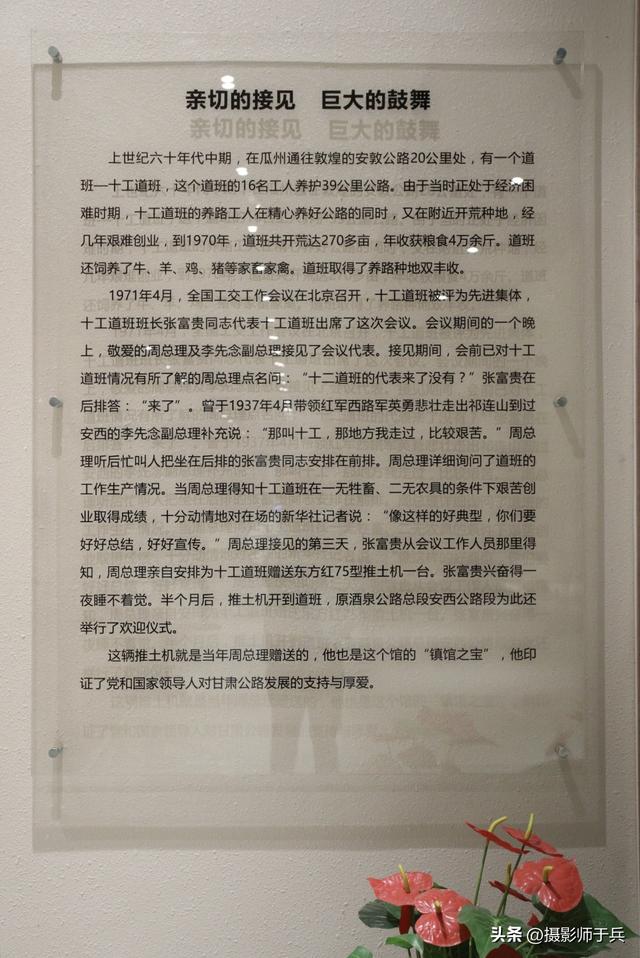 亲切的接见　巨大的鼓舞
上世纪六十年代中期，在瓜州通往敦煌的安敦公路20公里处，有一个道
班—十工道班，这个道班的16名工人养护39公里公路。由于当时正处于经济困
难时期，十工道班的养路工人在精心养好公路的同时，又在附近开荒种地，经
几年艰难创业，到1970年，道班共开荒达270多亩，年收获粮食4万余斤。道班
还饲养了牛、羊、鸡、猪等家畜家禽。道班取得了养路种地双丰收。
1971年4月，全国工交工作会议在北京召开，十工道班被评为先进集体，
十工道班班长张富贵同志代表十工道班出席了这次会议。会议期间的一个晚
上，敬爱的周总理及李先念副总理接见了会议代表。接见期间，会前已对十工
道班情况有所了解的周总理点名问：“十二道班的代表来了没有？”张富贵在
后排答：“来了”。曾于1937年4月带领红军西路军英勇悲壮走出祁连山到过
安西的李先念副总理补充说：“那叫十工，那地方我走过，比较艰苦。”周总
理听后忙叫人把坐在后排的张富贵同志安排在前排。周总理详细询问了道班的
工作生产情况。当周总理得知十工道班在一无牲畜、二无农具的条件下艰苦创
业取得成绩，十分动情地对在场的新华社记者说：“像这样的好典型，你们要
好好总结，好好宣传。”周总理接见的第三天，张富贵从会议工作人员那里得
知，周总理亲自安排为十工道班赠送东方红75型推土机一台。张富贵兴奋得一
夜睡不着觉。半个月后，推土机开到道班，原酒泉公路总段安西公路段为此还
举行了欢迎仪式。
这辆推土机就是当年周总理赠送的，他也是这个馆的“镇馆之宝”，他印
证了党和国家领导人对甘肃公路发展的支持与厚爱。
头条 @摄影师于兵